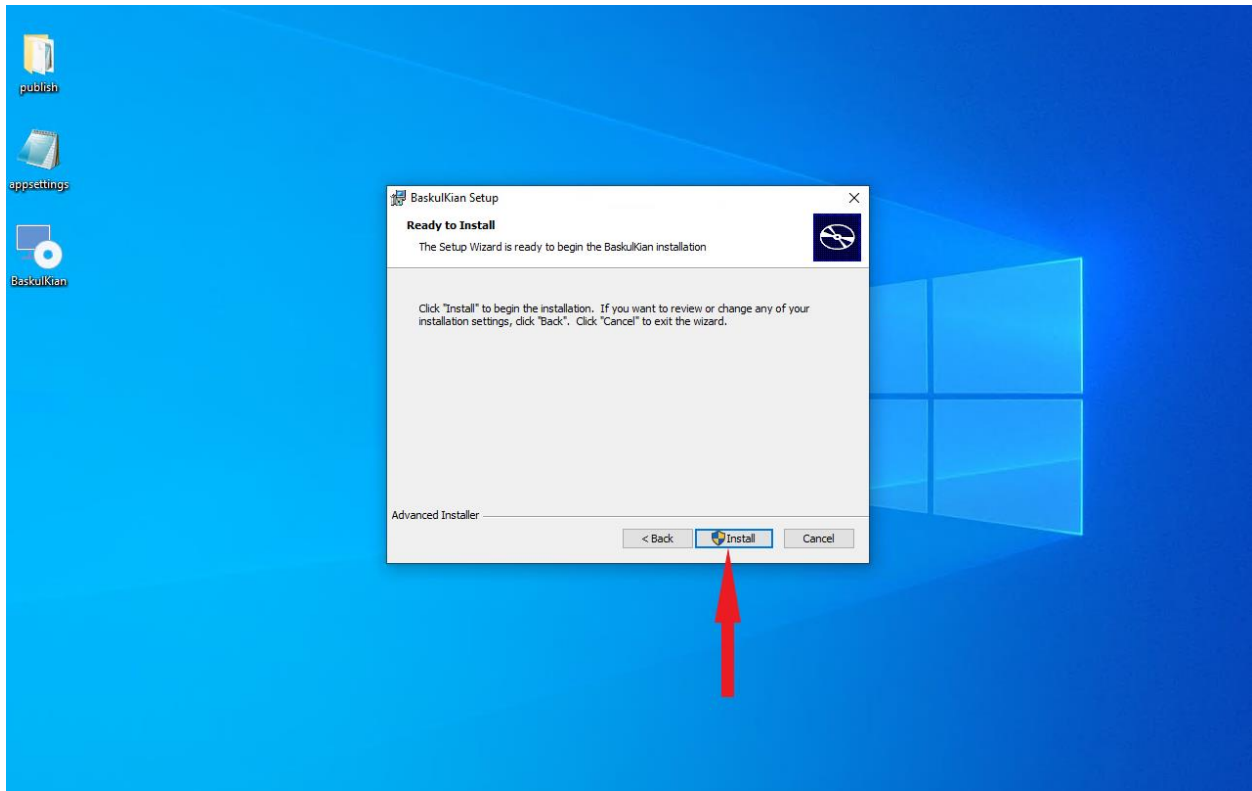 publish
appsettings
BaskulKian
BaskulKian Setup
Ready to Install
The Setup Wizard is ready to begin the BaskulKian installation
Click "Install" to begin the installation. If you want to review or change any of your
installation settings, click "Back". Click "Cancel" to exit the wizard.
Advanced Installer
< Back
Install
Cancel